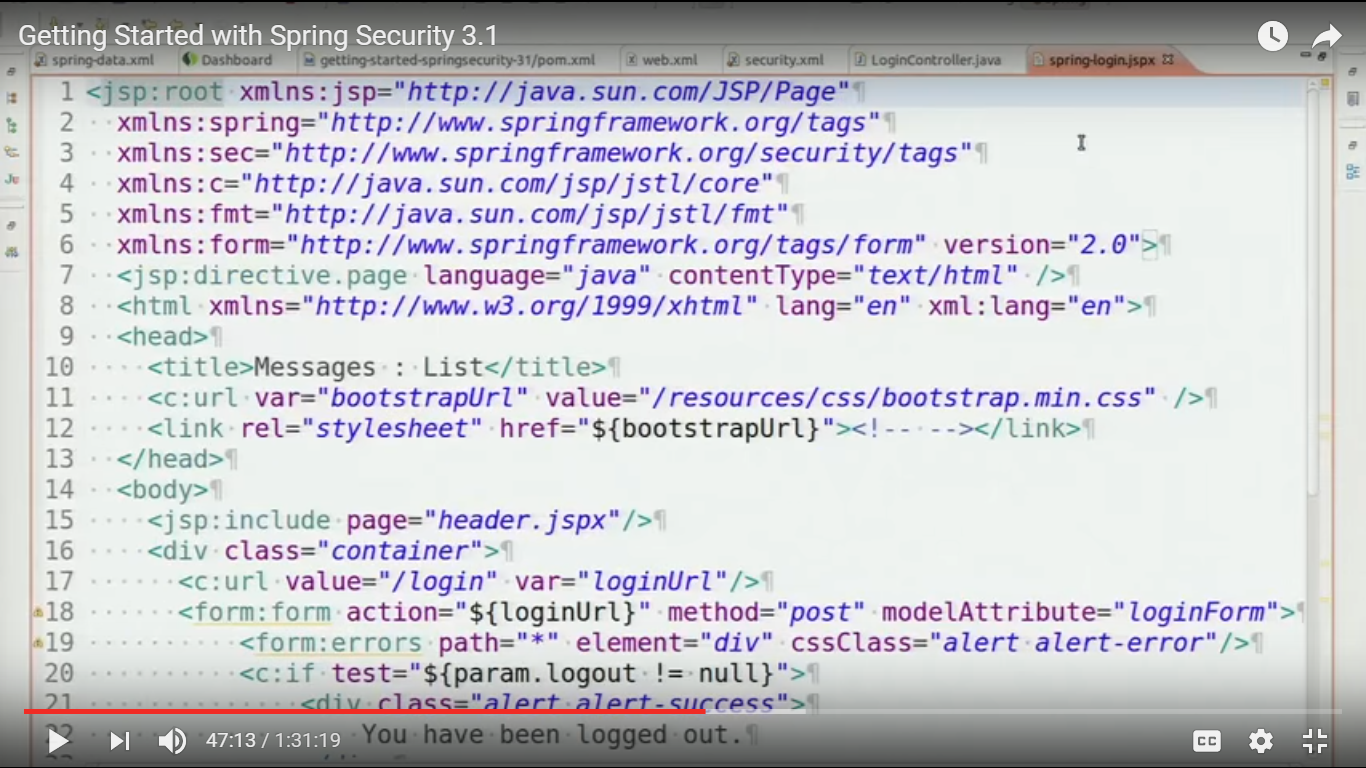 Getting Started with Spring Security 3.1
spring-data.xml Dashboard getting-started-springsecurity-31/pom.xml web.xml security.xml LoginController.java spring-login.jspx
1 <jsp:root xmlns:jsp="http://java.sun.com/JSP/Page"¶
2 ··xmlns:spring="http://www.springframework.org/tags"¶
3 ··xmlns:sec="http://www.springframework.org/security/tags"¶
4 ··xmlns:c="http://java.sun.com/jsp/jstl/core"¶
5 ··xmlns:fmt="http://java.sun.com/jsp/jstl/fmt"¶
6 ··xmlns:form="http://www.springframework.org/tags/form"·version="2.0">¶
7 ··<jsp:directive.page·language="java"·contentType="text/html"·/>¶
8 ··<html·xmlns="http://www.w3.org/1999/xhtml"·lang="en"·xml:lang="en">¶
9 ··<head>¶
10 ····<title>Messages·:·List</title>¶
11 ····<c:url·var="bootstrapUrl"·value="/resources/css/bootstrap.min.css"·/>¶
12 ····<link·rel="stylesheet"·href="${bootstrapUrl}"><!--·--></link>¶
13 ··</head>¶
14 ··<body>¶
15 ····<jsp:include·page="header.jspx"/>¶
16 ····<div·class="container">¶
17 ······<c:url·value="/login"·var="loginUrl"/>¶
18 ······<form:form·action="${loginUrl}"·method="post"·modelAttribute="loginForm">¶
19 ··········<form:errors·path="*"·element="div"·cssClass="alert·alert-error"/>¶
20 ··········<c:if·test="${param.logout·!=·null}">¶
21 ··············<div·class="alert·alert-success">¶
22 You·have·been·logged·out.¶
47:13 / 1:31:19
CC